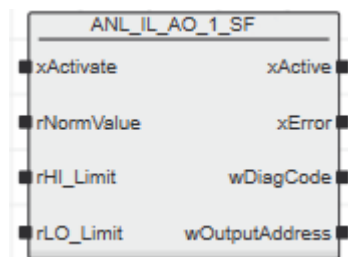 ANL_IL_AO_1_SF
xActivate xActive
rNormValue xError
rHI_Limit wDiagCode
rLO_Limit wOutputAddress